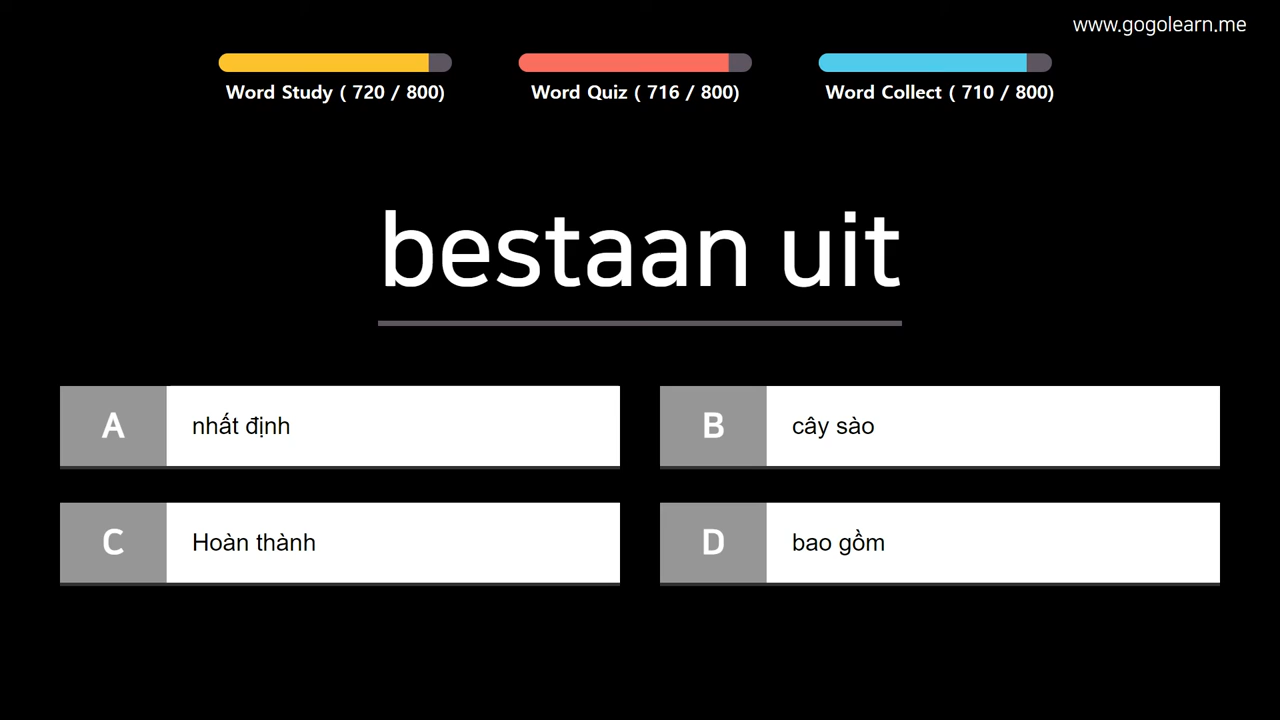 www.gogolearn.me
Word Study ( 720 / 800)
Word Quiz ( 716 / 800)
Word Collect ( 710 / 800)
bestaan uit
A nhất định
B cây sào
C Hoàn thành
D bao gồm